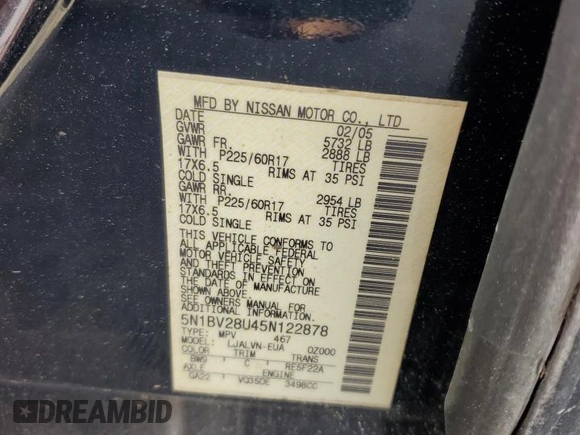 MFD BY NISSAN MOTOR CO., LTD
DATE 02/05
GVWR 5732 LB
GAWR FR. 2888 LB
WITH P225/60R17 TIRES
17X6.5 RIMS AT 35 PSI
COLD SINGLE
GAWR RR. 2954 LB
WITH P225/60R17 TIRES
17X6.5 RIMS AT 35 PSI
COLD SINGLE
THIS VEHICLE CONFORMS TO
ALL APPLICABLE FEDERAL
MOTOR VEHICLE SAFETY
AND THEFT PREVENTION
STANDARDS IN EFFECT ON
THE DATE OF MANUFACTURE
SHOWN ABOVE.
SEE OWNERS MANUAL FOR
ADDITIONAL INFORMATION
5N1BV28U45N122878
TYPE: MPV 467
MODEL: LJALVN-EUA OZ000
COLOR TRIM TRANS
BW9 C RE5F22A
AXLE ENGINE
GA22 VQ35DE 3498CC
DREAMBID